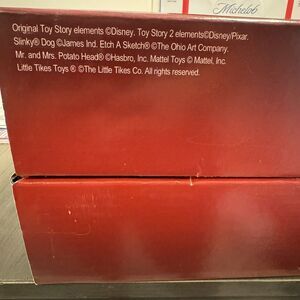 Michelob
Original Toy Story elements ©Disney. Toy Story 2 elements©Disney/Pixar.
Slinky® Dog ©James Ind. Etch A Sketch® ©The Ohio Art Company.
Mr. and Mrs. Potato Head® ©Hasbro, Inc. Mattel Toys © Mattel, Inc.
Little Tikes Toys ® ©The Little Tikes Co. All rights reserved.